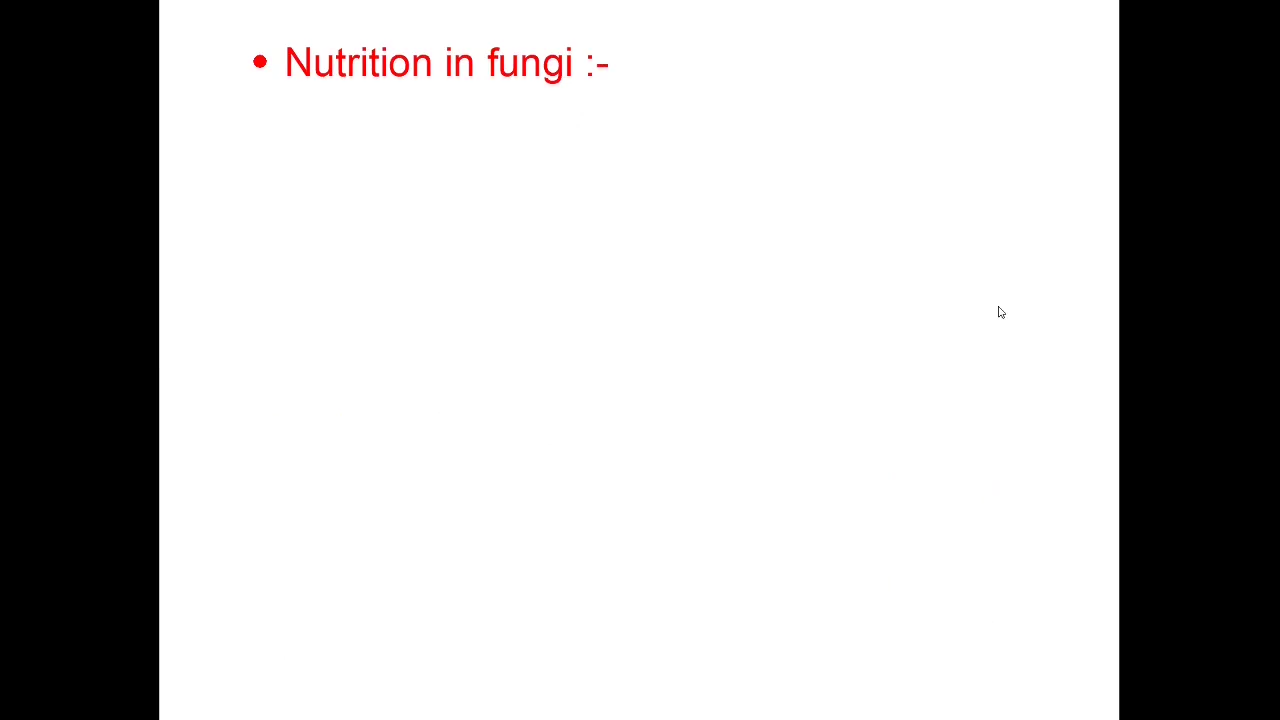 • Nutrition in fungi :-